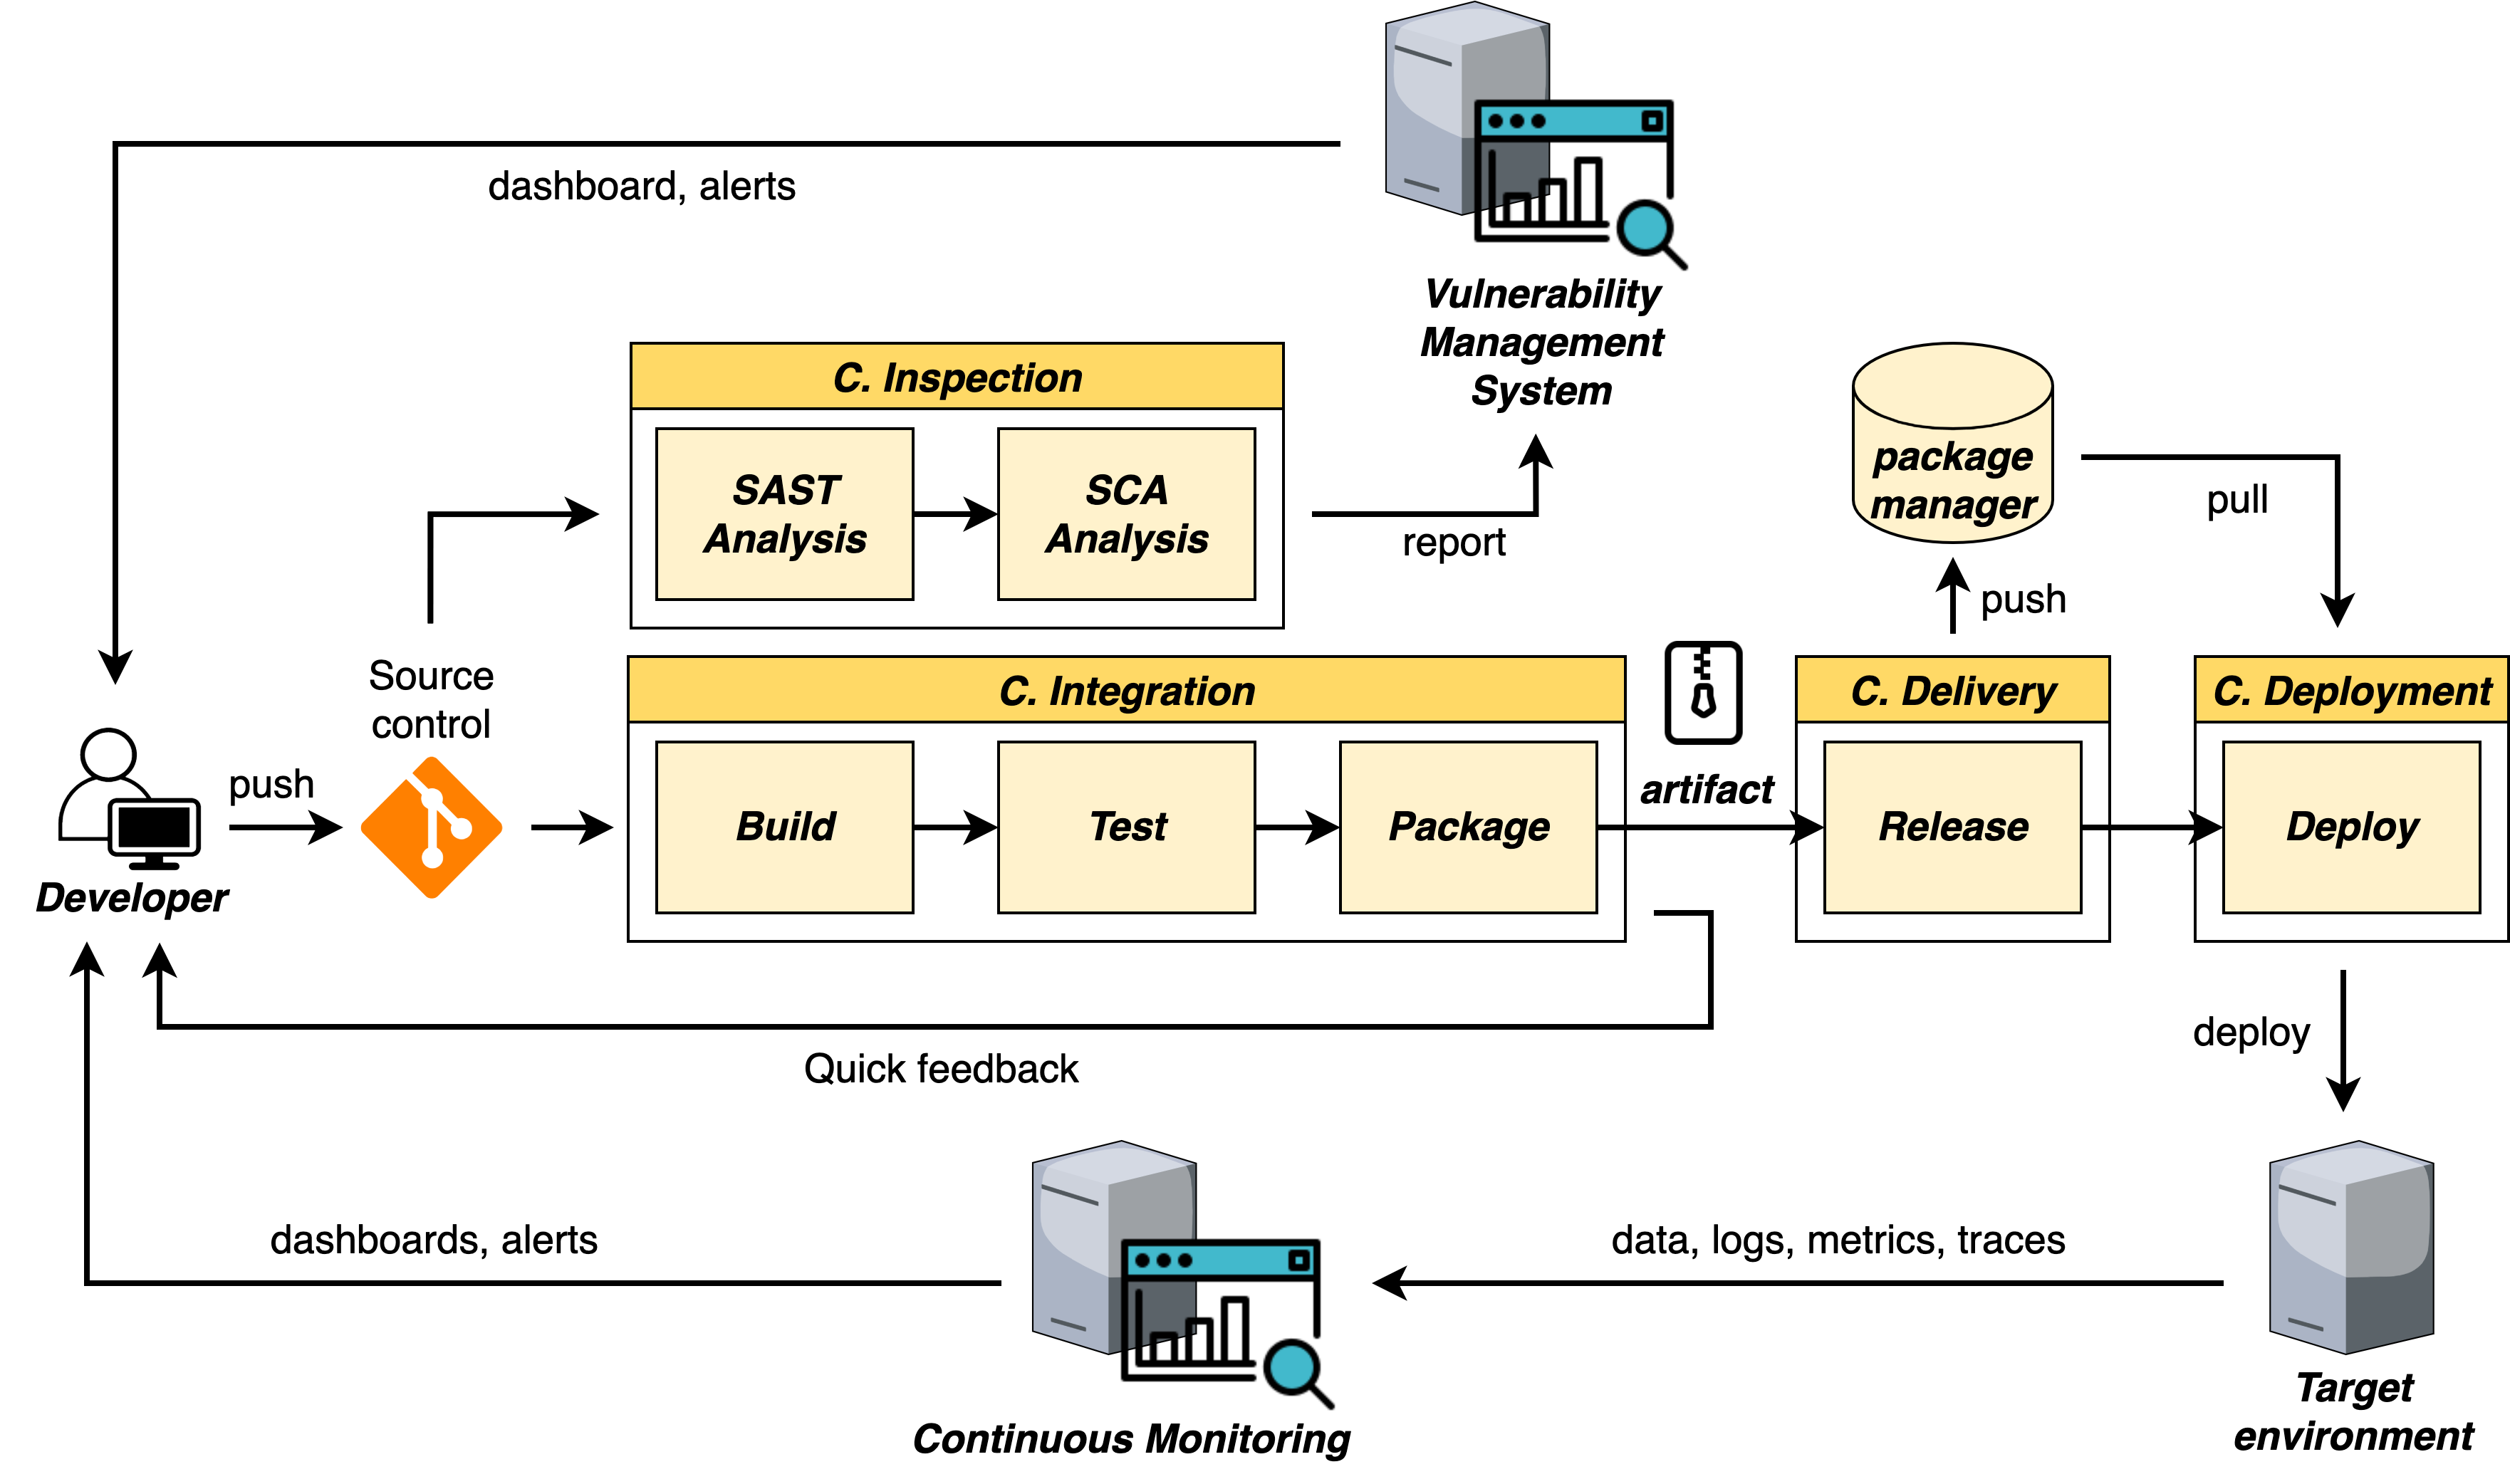 dashboard, alerts
Vulnerability
Management
System
C. Inspection
SAST
Analysis
SCA
Analysis
report
package
manager
pull
push
Source
control
C. Integration
C. Delivery
C. Deployment
push
Build
Test
Package
artifact
Release
Deploy
Developer
Quick feedback
deploy
dashboards, alerts
data, logs, metrics, traces
Continuous Monitoring
Target
environment